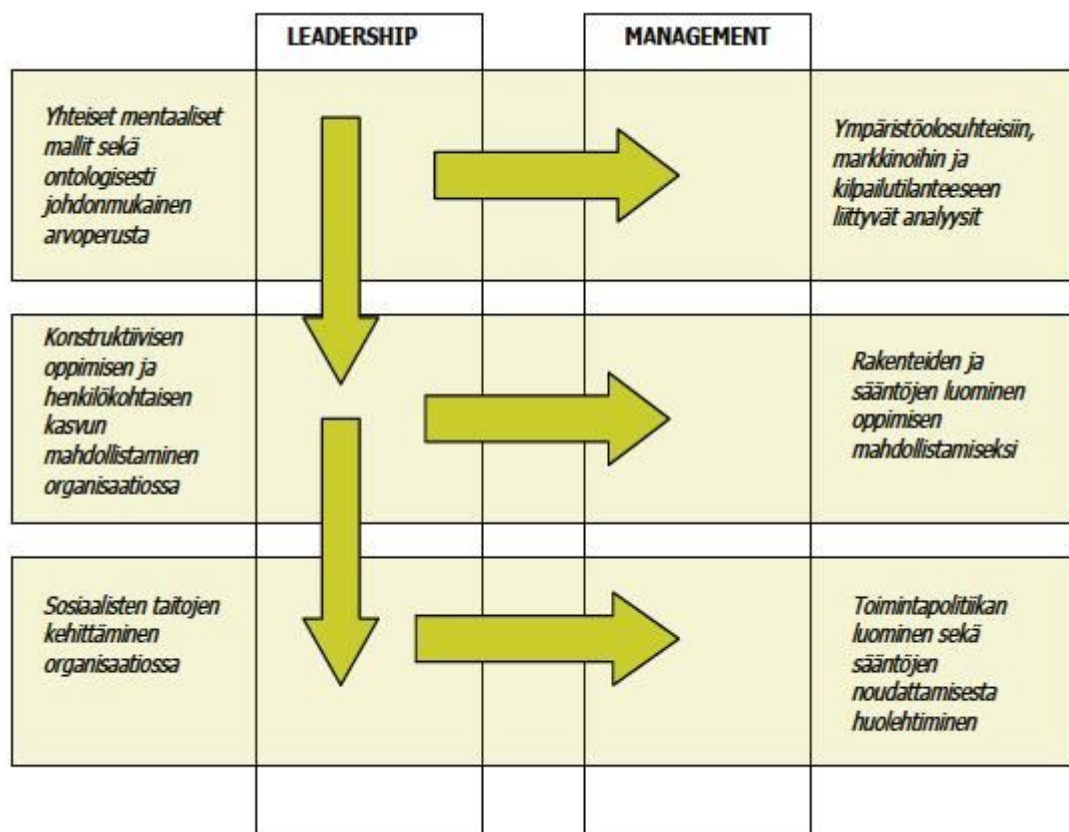 LEADERSHIP
MANAGEMENT
Yhteiset mentaaliset
mallit sekä
ontologisesti
johdonmukainen
arvoperusta
Ympäristöolosuhteisiin,
markkinoihin ja
kilpailutilanteeseen
liittyvät analyysit
Konstruktiivisen
oppimisen ja
henkilökohtaisen
kasvun
mahdollistaminen
organisaatiossa
Rakenteiden ja
sääntöjen luominen
oppimisen
mahdollistamiseksi
Sosiaalisten taitojen
kehittäminen
organisaatiossa
Toimintapolitiikan
luominen sekä
sääntöjen
noudattamisesta
huolehtiminen